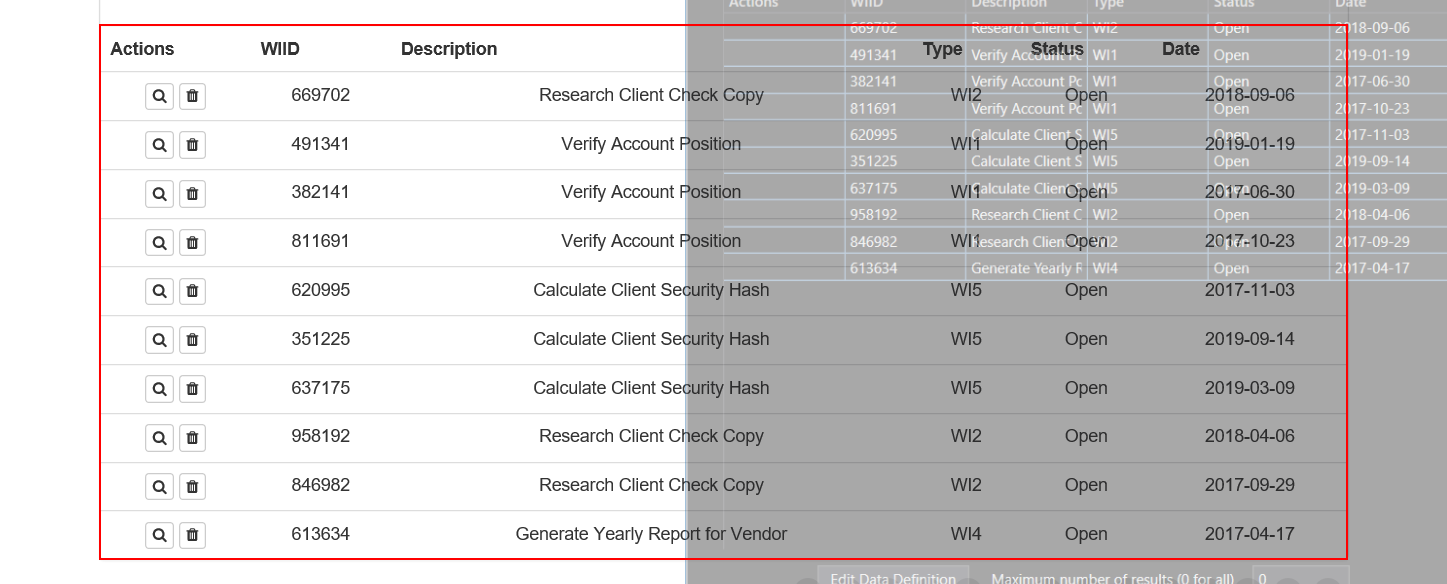 Actions WIID Description Type Status Date
669702 Research Client C WI2 Open 2018-09-06
491341 Verify Account Po WI1 Open 2019-01-19
382141 Verify Account Po WI1 Open 2017-06-30
811691 Verify Account Po WI1 Open 2017-10-23
620995 Calculate Client S WI5 Open 2017-11-03
351225 Calculate Client S WI5 Open 2019-09-14
637175 Calculate Client S WI5 Open 2019-03-09
958192 Research Client C WI2 Open 2018-04-06
846982 Research Client C WI2 Open 2017-09-29
613634 Generate Yearly R WI4 Open 2017-04-17
Actions WIID Description Type Status Date
669702 Research Client Check Copy WI2 Open 2018-09-06
491341 Verify Account Position WI1 Open 2019-01-19
382141 Verify Account Position WI1 Open 2017-06-30
811691 Verify Account Position WI1 Open 2017-10-23
620995 Calculate Client Security Hash WI5 Open 2017-11-03
351225 Calculate Client Security Hash WI5 Open 2019-09-14
637175 Calculate Client Security Hash WI5 Open 2019-03-09
958192 Research Client Check Copy WI2 Open 2018-04-06
846982 Research Client Check Copy WI2 Open 2017-09-29
613634 Generate Yearly Report for Vendor WI4 Open 2017-04-17
Edit Data Definition Maximum number of results (0 for all) 0